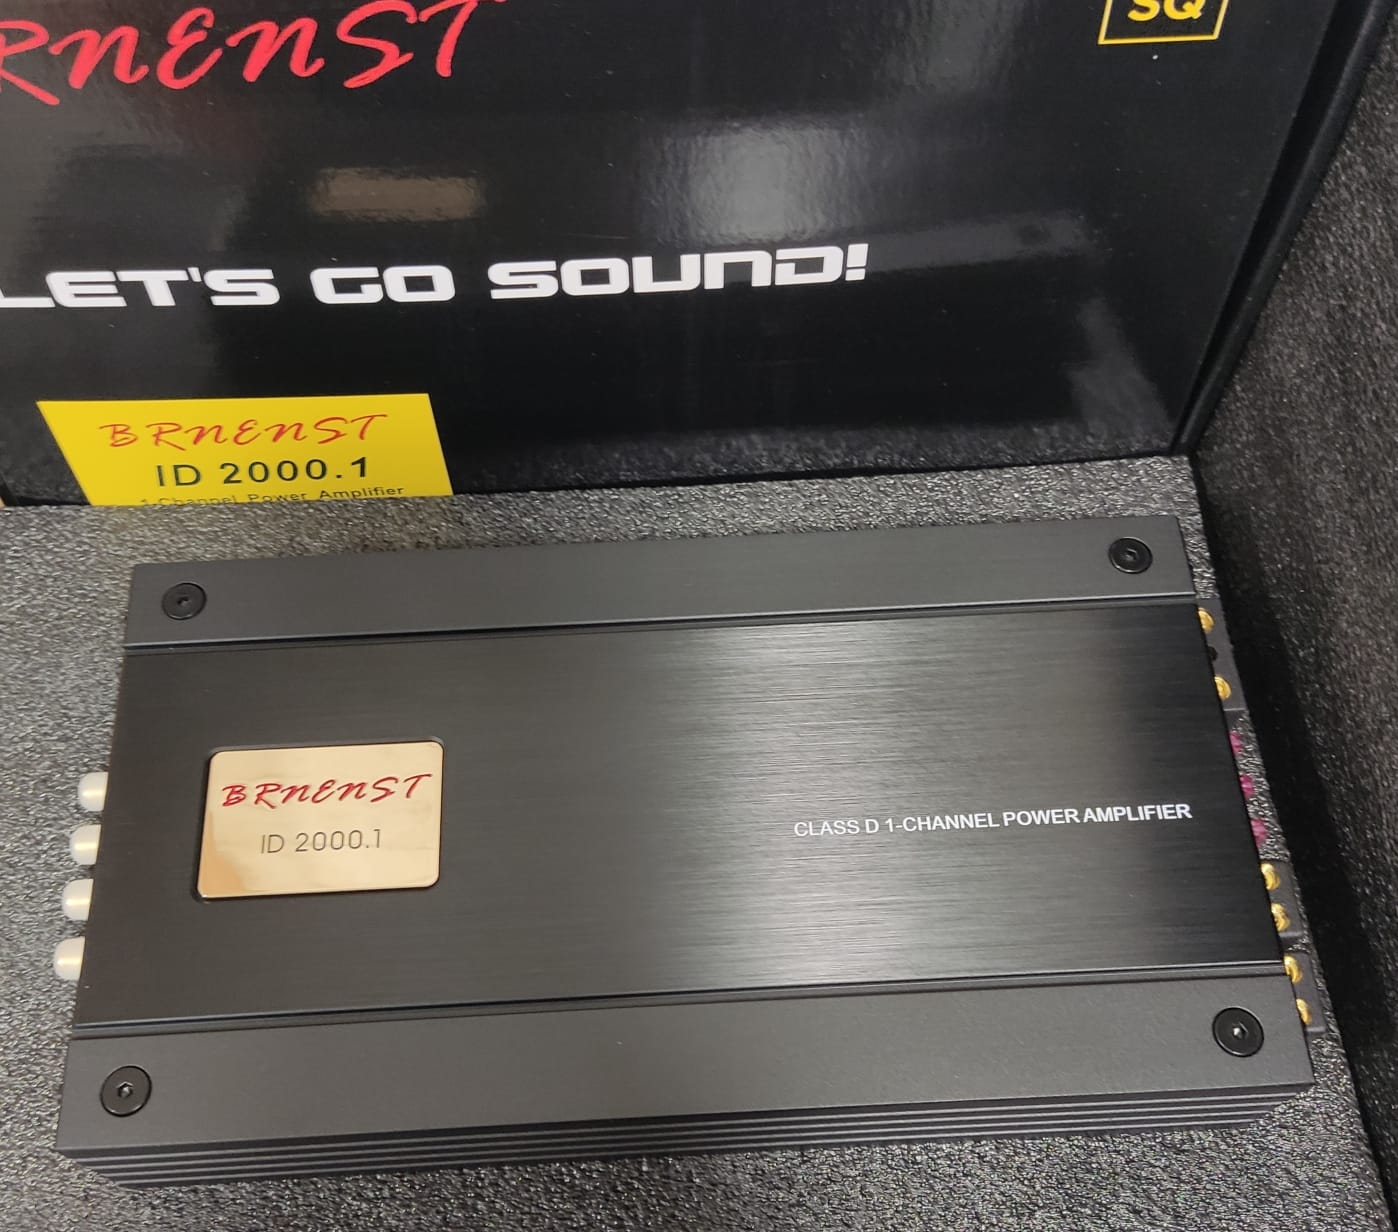 RNENST
SQ
LET'S GO SOUND!
BRNENST
ID 2000.1
1-Channel Power Amplifier
BRNENST
ID 2000.1
CLASS D 1-CHANNEL POWER AMPLIFIER